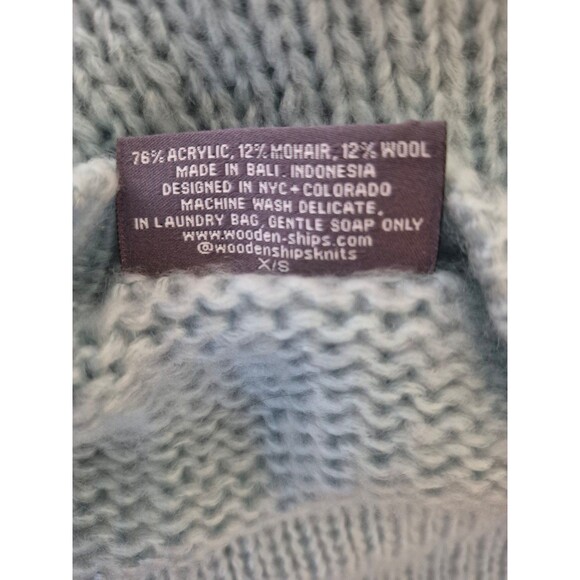 76% ACRYLIC, 12% MOHAIR, 12% WOOL
MADE IN BALI. INDONESIA
DESIGNED IN NYC+COLORADO
MACHINE WASH DELICATE,
IN LAUNDRY BAG, GENTLE SOAP ONLY
www.wooden-ships.com
@woodenshipsknits
X/S